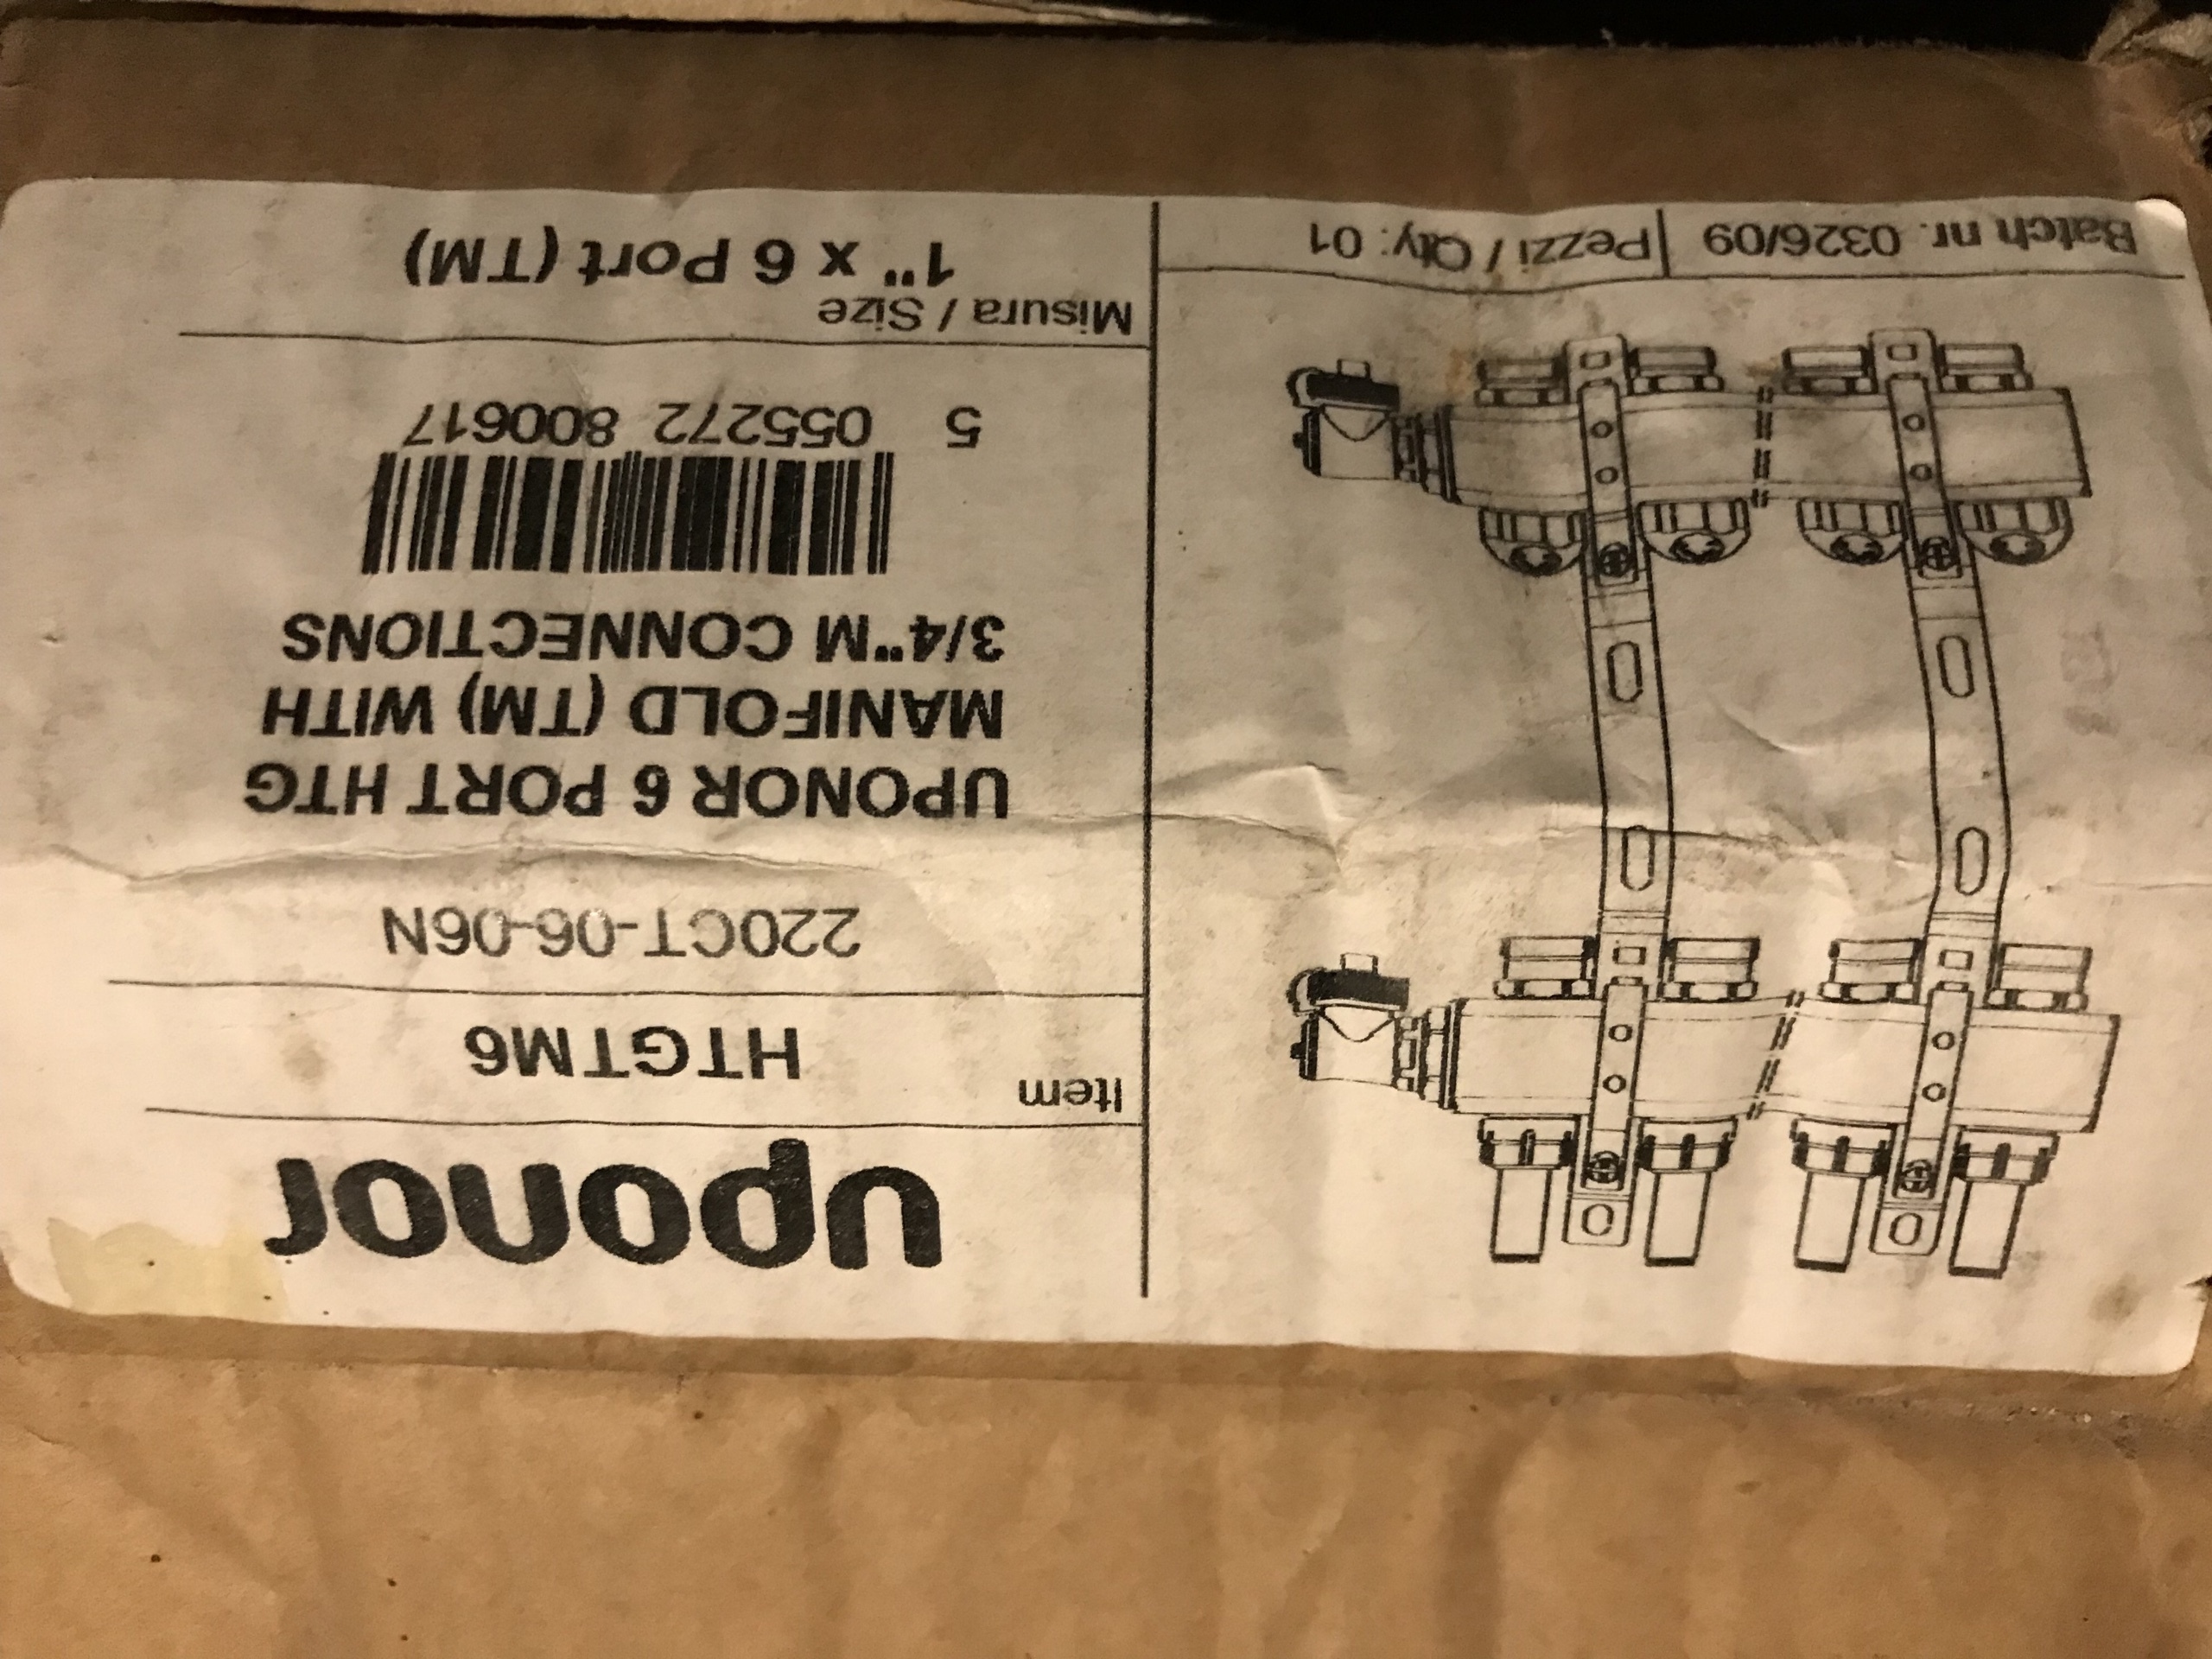 uponor
Item
HTGTM6
220CT-06-06N
UPONOR 6 PORT HTG
MANIFOLD (TM) WITH
3/4"M CONNECTIONS
5 055272 800617
Misura / Size
1" x 6 Port (TM)
Batch nr. 0326/09
Pezzi / Qty: 01